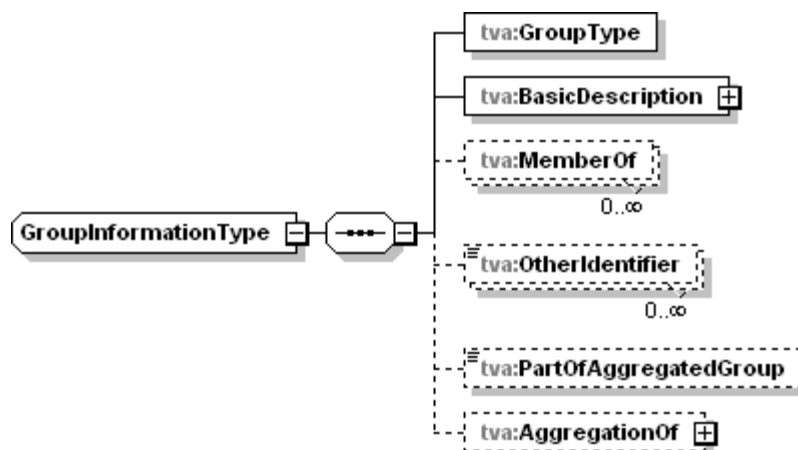 tva:GroupType
tva:BasicDescription
tva:MemberOf
0..∞
GroupInformationType
tva:OtherIdentifier
0..∞
tva:PartOfAggregatedGroup
tva:AggregationOf